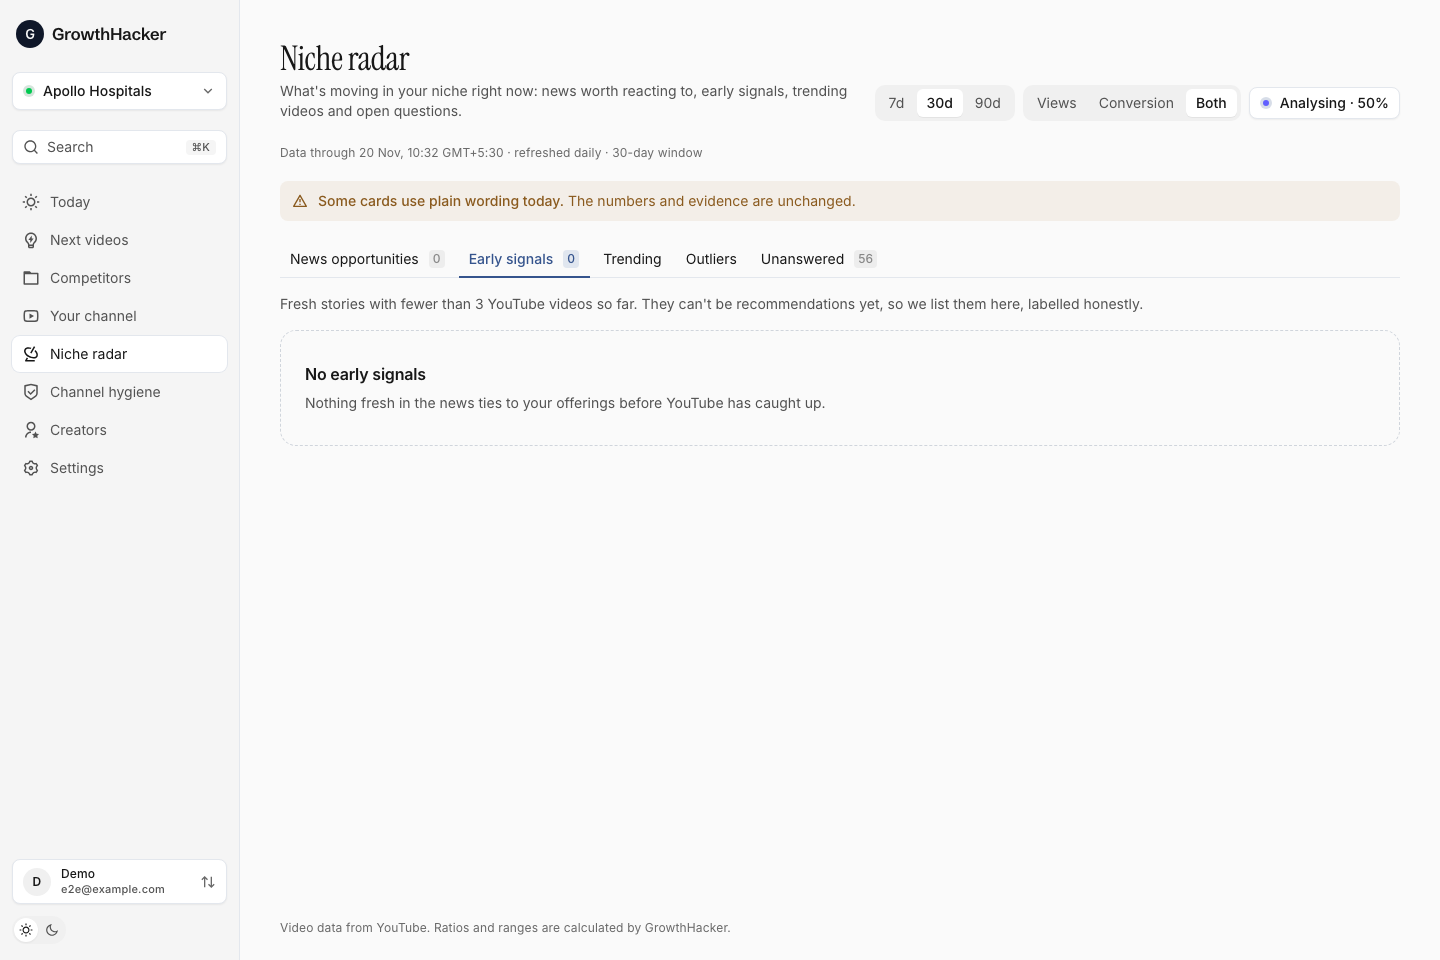 G GrowthHacker
Apollo Hospitals
Search ⌘K
Today
Next videos
Competitors
Your channel
Niche radar
Channel hygiene
Creators
Settings
D
Demo
e2e@example.com
Niche radar
What's moving in your niche right now: news worth reacting to, early signals, trending
videos and open questions.
7d 30d 90d
Views Conversion Both
Analysing · 50%
Data through 20 Nov, 10:32 GMT+5:30 · refreshed daily · 30-day window
Some cards use plain wording today. The numbers and evidence are unchanged.
News opportunities 0 Early signals 0 Trending Outliers Unanswered 56
Fresh stories with fewer than 3 YouTube videos so far. They can't be recommendations yet, so we list them here, labelled honestly.
No early signals
Nothing fresh in the news ties to your offerings before YouTube has caught up.
Video data from YouTube. Ratios and ranges are calculated by GrowthHacker.